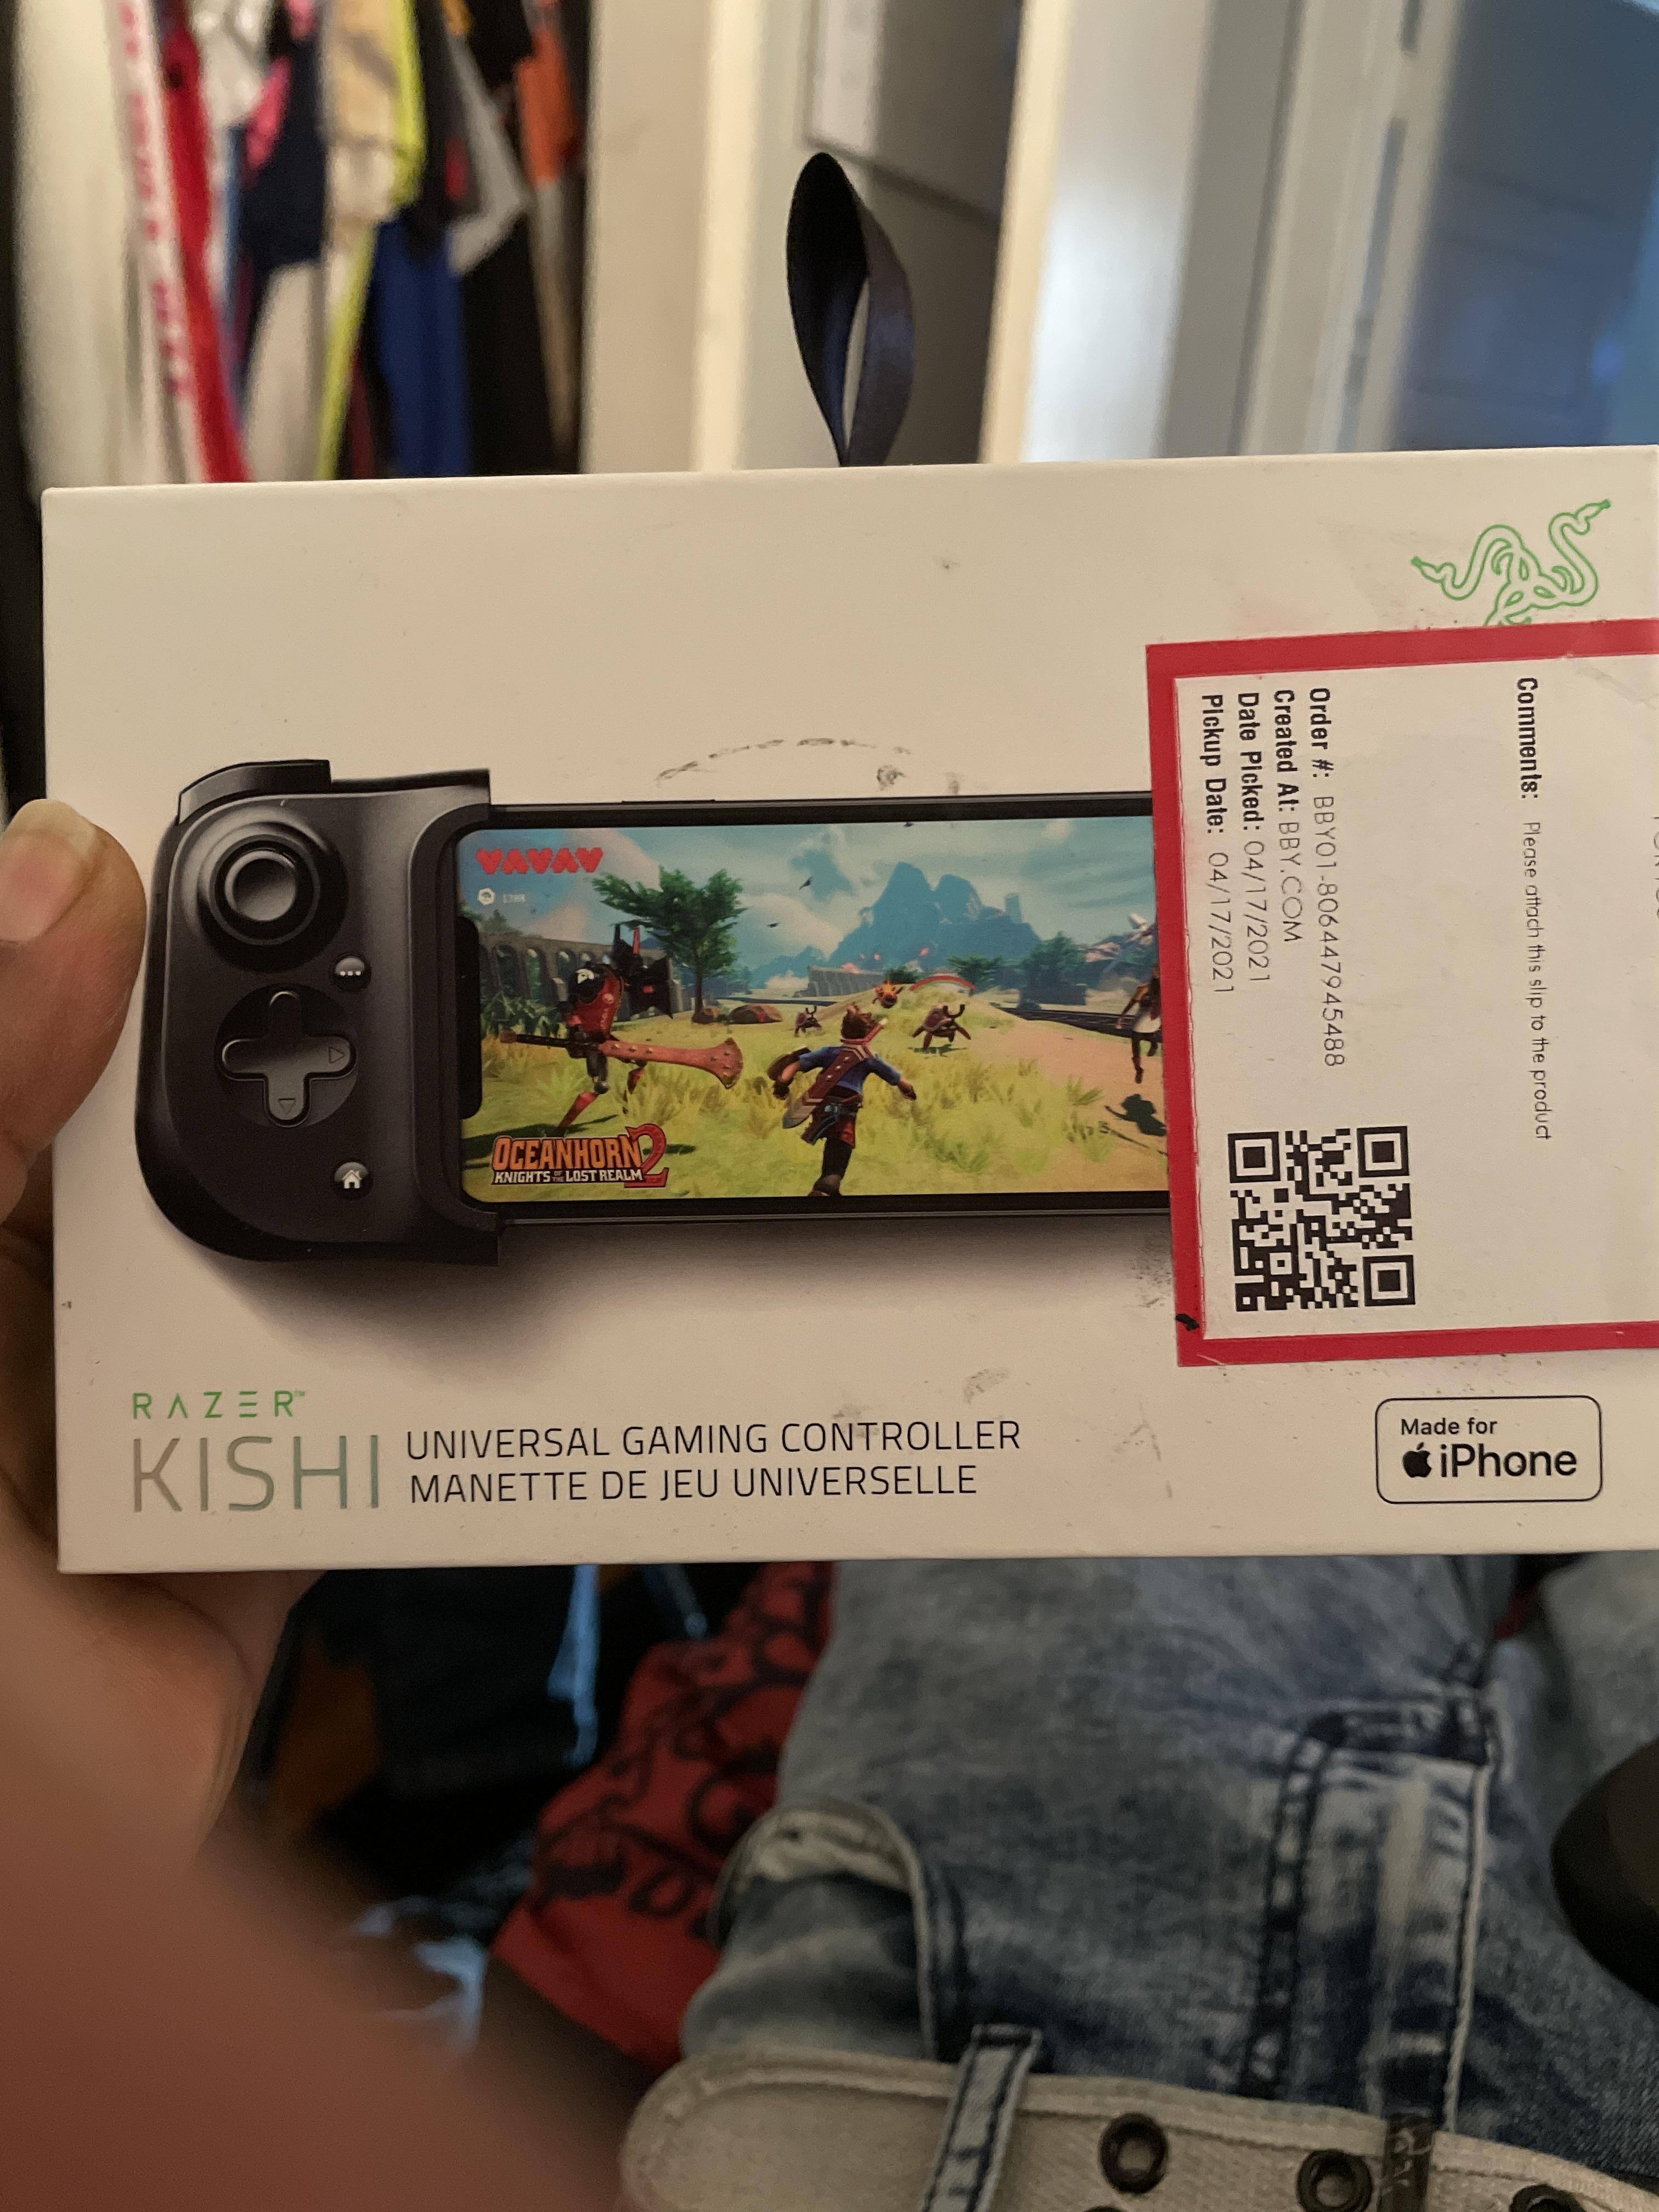 1799
OCEANHORN 2
KNIGHTS OF THE LOST REALM
Comments: Please attach this slip to the product
Order #: BBY01-806447945488
Created At: BBY.COM
Date Picked: 04/17/2021
Pickup Date: 04/17/2021
RAZER™
KISHI
UNIVERSAL GAMING CONTROLLER
MANETTE DE JEU UNIVERSELLE
Made for
iPhone